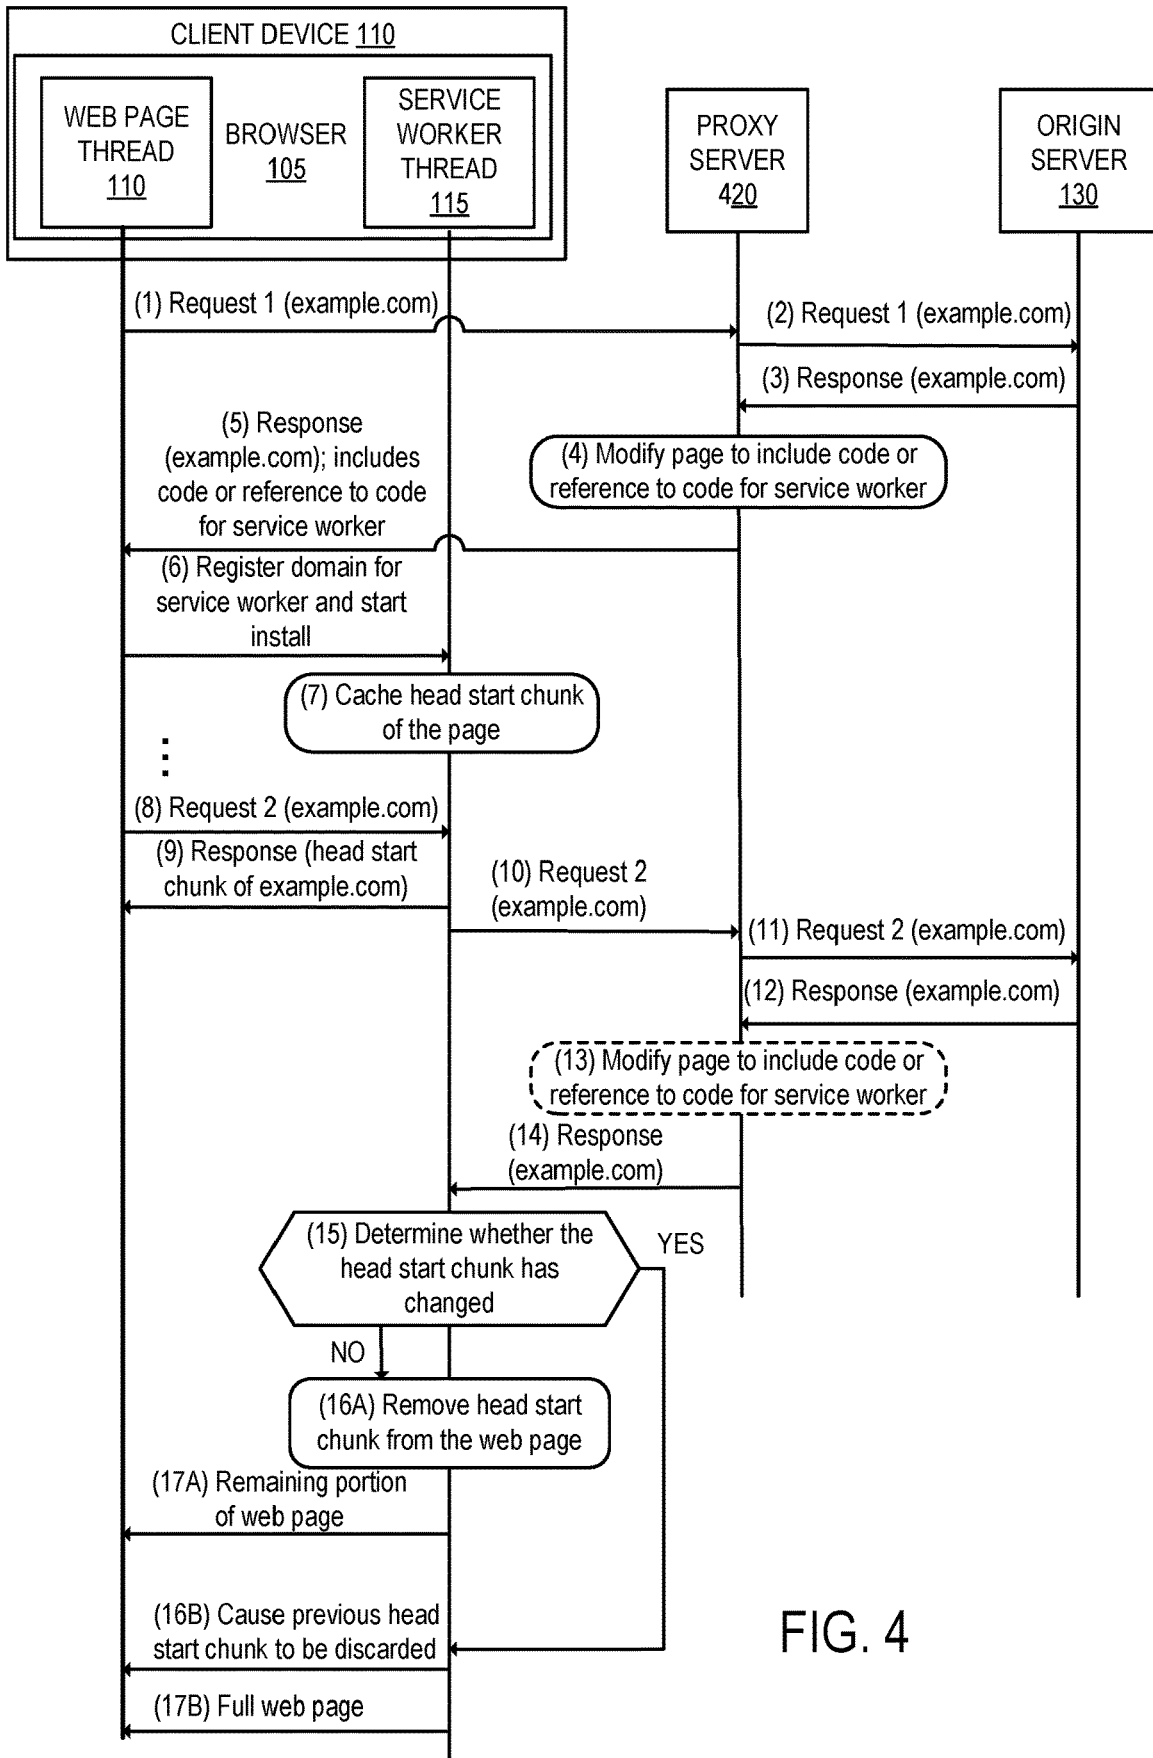 CLIENT DEVICE 110
WEB PAGE
THREAD
110
BROWSER
105
SERVICE
WORKER
THREAD
115
PROXY
SERVER
420
ORIGIN
SERVER
130
(1) Request 1 (example.com)
(2) Request 1 (example.com)
(3) Response (example.com)
(4) Modify page to include code or
reference to code for service worker
(5) Response
(example.com); includes
code or reference to code
for service worker
(6) Register domain for
service worker and start
install
(7) Cache head start chunk
of the page
(8) Request 2 (example.com)
(9) Response (head start
chunk of example.com)
(10) Request 2
(example.com)
(11) Request 2 (example.com)
(12) Response (example.com)
(13) Modify page to include code or
reference to code for service worker
(14) Response
(example.com)
(15) Determine whether the
head start chunk has
changed
YES
NO
(16A) Remove head start
chunk from the web page
(17A) Remaining portion
of web page
(16B) Cause previous head
start chunk to be discarded
(17B) Full web page
FIG. 4